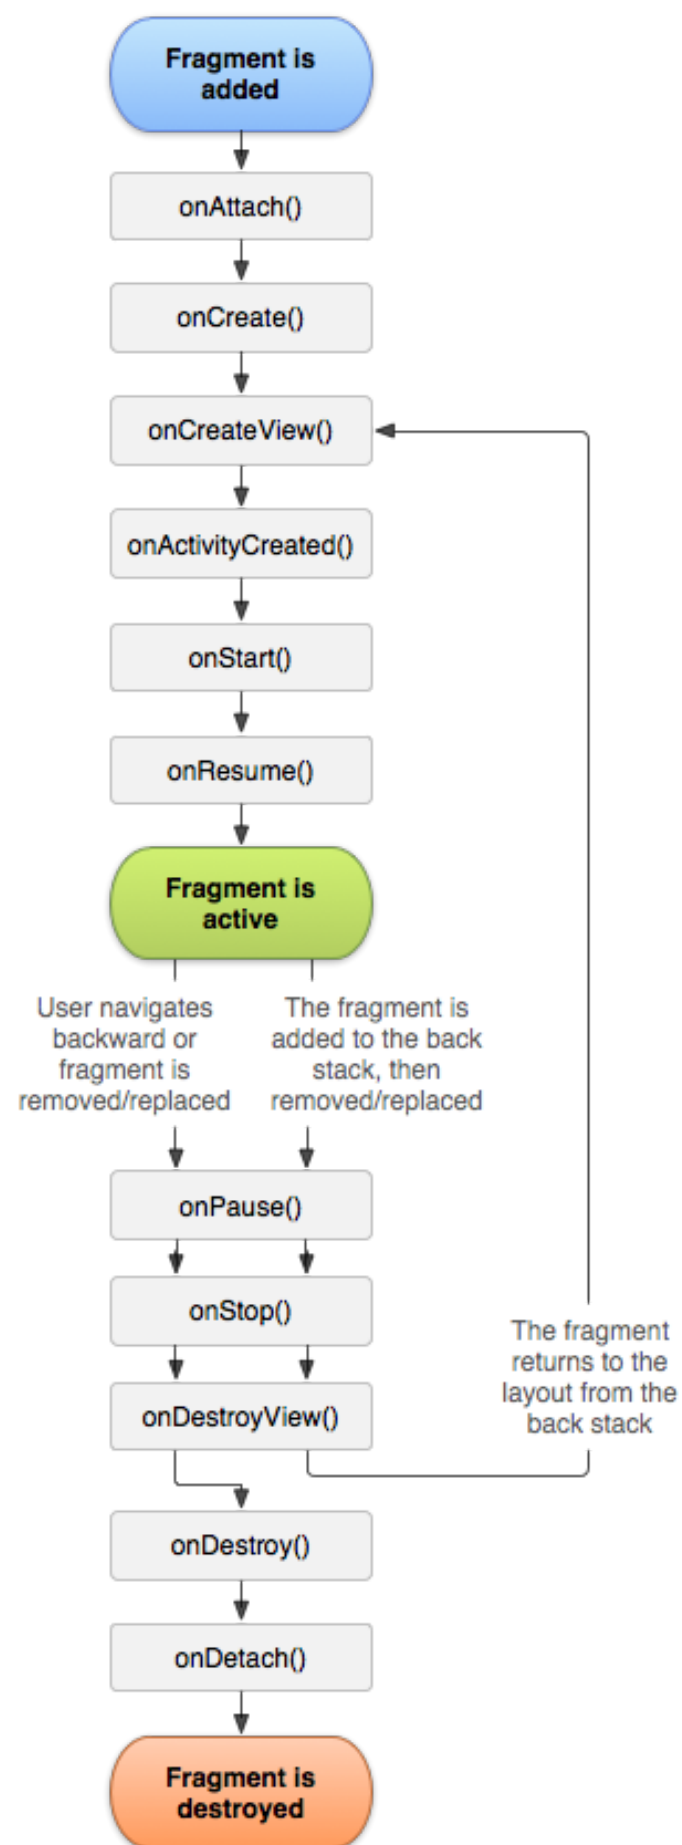 Fragment is
added
onAttach()
onCreate()
onCreateView()
onActivityCreated()
onStart()
onResume()
Fragment is
active
User navigates
backward or
fragment is
removed/replaced
The fragment is
added to the back
stack, then
removed/replaced
onPause()
onStop()
onDestroyView()
The fragment
returns to the
layout from the
back stack
onDestroy()
onDetach()
Fragment is
destroyed